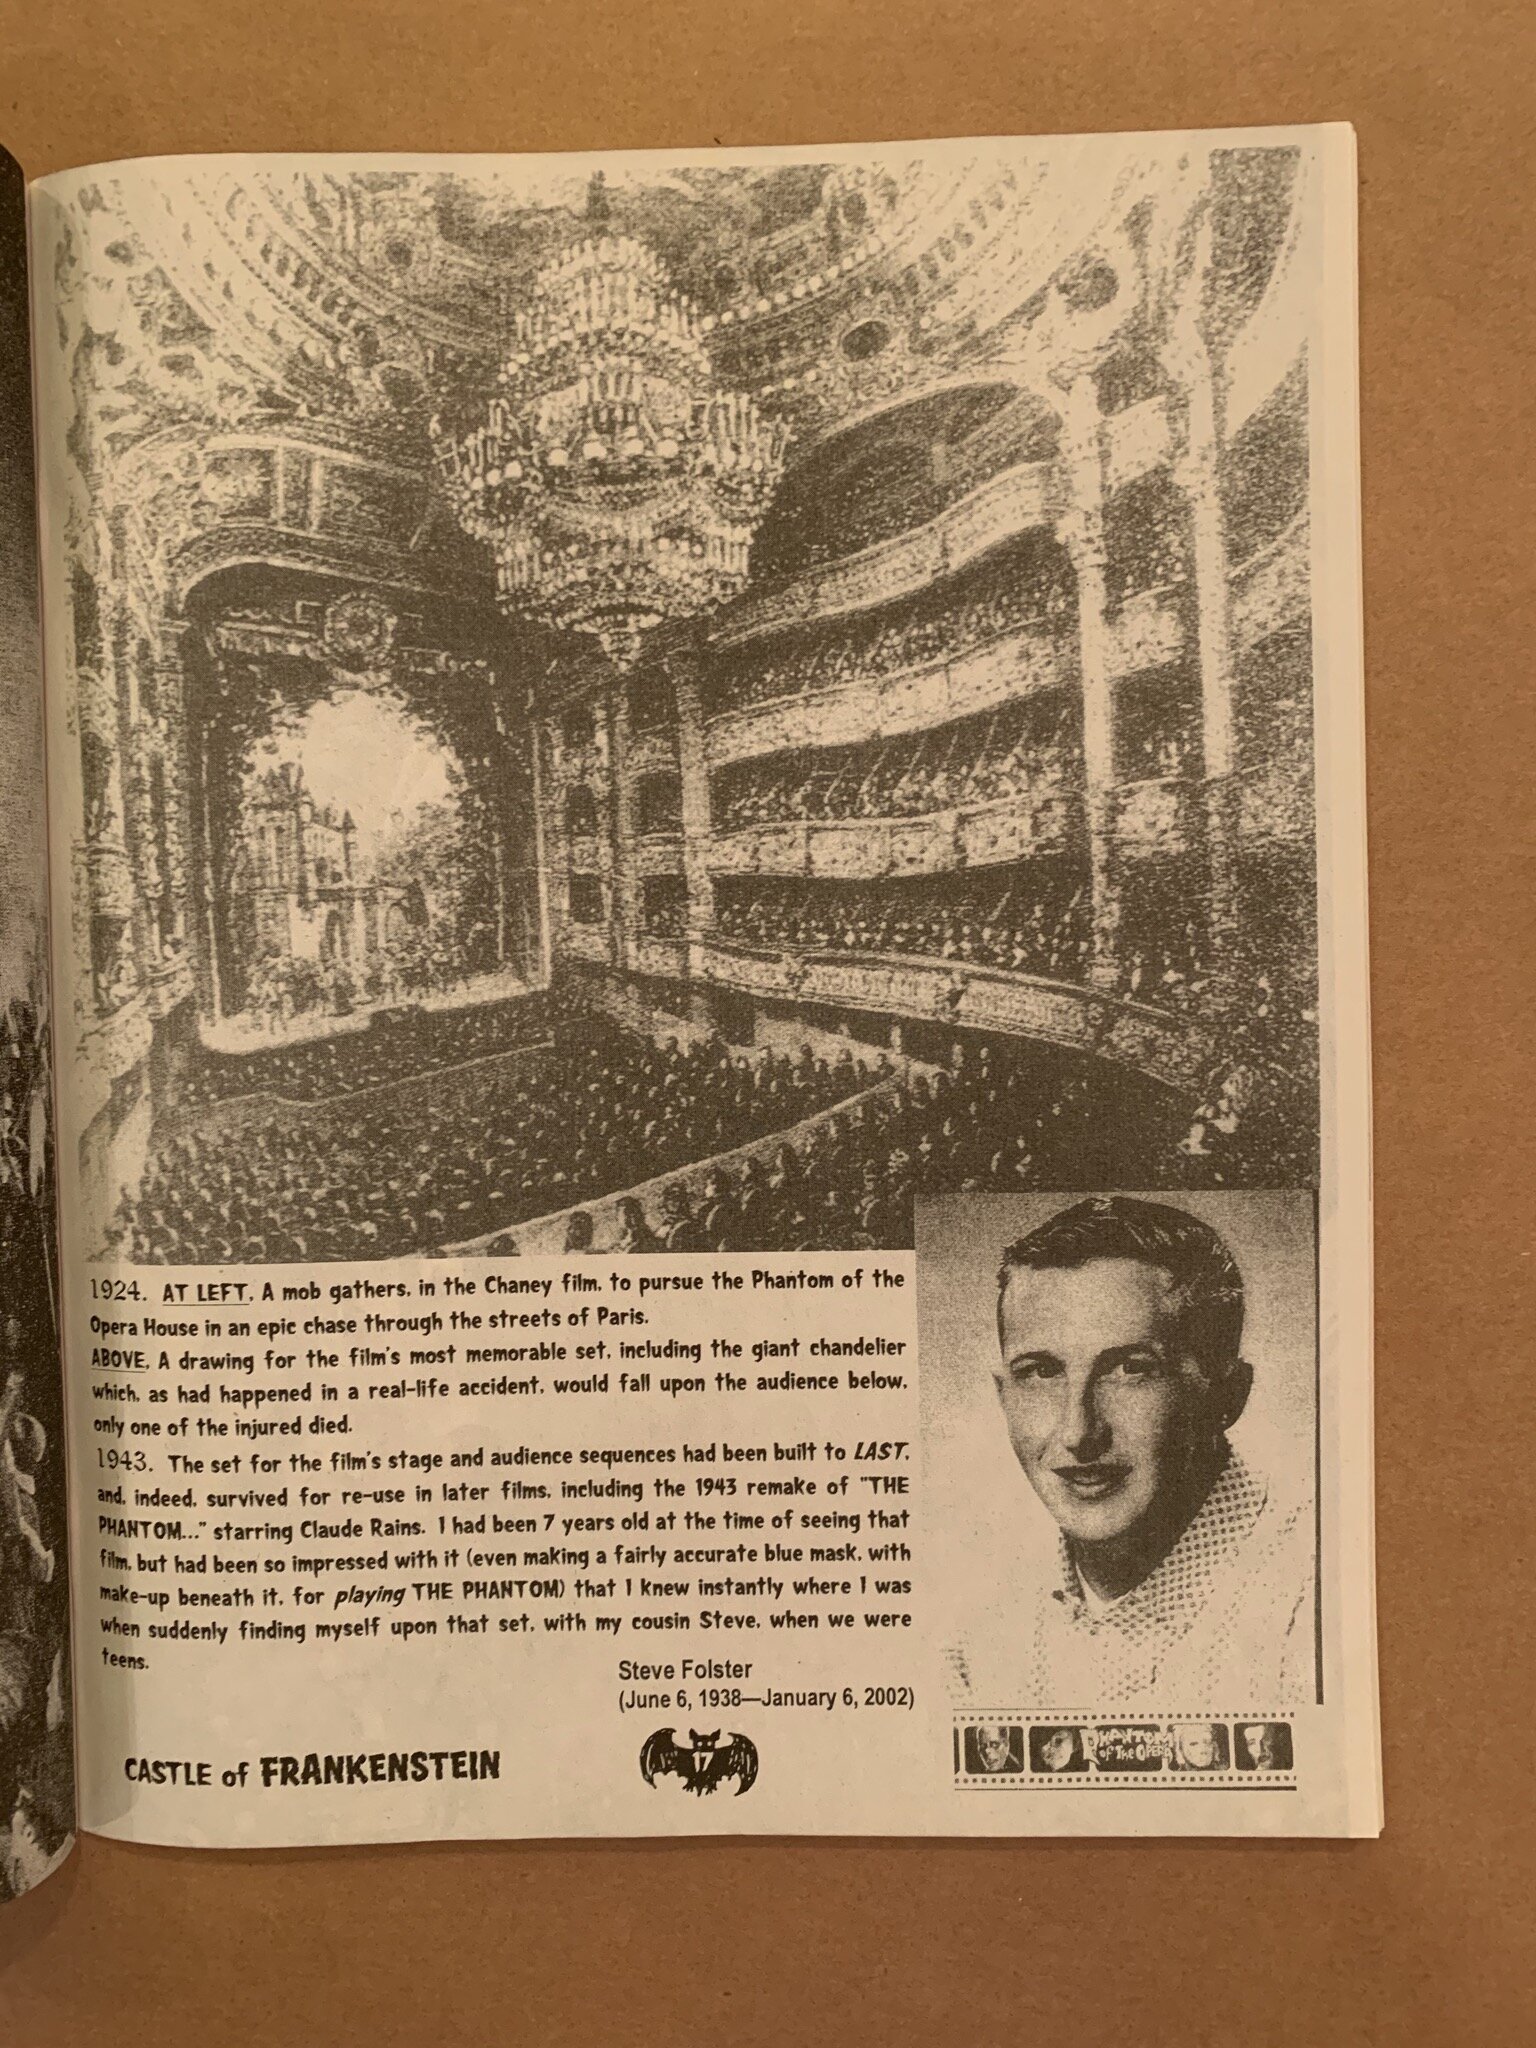 1924. AT LEFT. A mob gathers, in the Chaney film, to pursue the Phantom of the
Opera House in an epic chase through the streets of Paris.
ABOVE. A drawing for the film's most memorable set, including the giant chandelier
which, as had happened in a real-life accident, would fall upon the audience below,
only one of the injured died.
1943. The set for the film's stage and audience sequences had been built to LAST,
and, indeed, survived for re-use in later films, including the 1943 remake of "THE
PHANTOM..." starring Claude Rains. I had been 7 years old at the time of seeing that
film, but had been so impressed with it (even making a fairly accurate blue mask, with
make-up beneath it, for playing THE PHANTOM) that I knew instantly where I was
when suddenly finding myself upon that set, with my cousin Steve, when we were
teens.
Steve Folster
(June 6, 1938—January 6, 2002)
CASTLE of FRANKENSTEIN
17
PHANTOM
OF THE OPERA